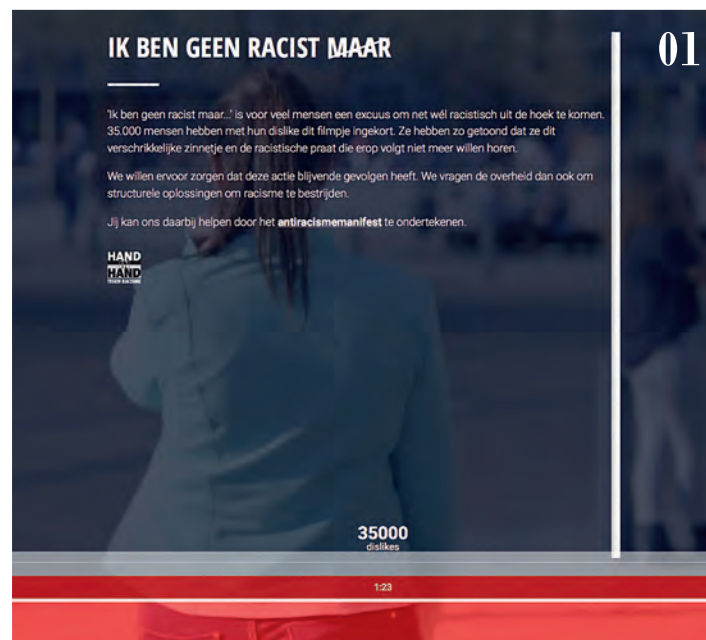 IK BEN GEEN RACIST MAAR
01
'Ik ben geen racist maar...' is voor veel mensen een excuus om net wél racistisch uit de hoek te komen.
35.000 mensen hebben met hun dislike dit filmpje ingekort. Ze hebben zo getoond dat ze dit
verschrikkelijke zinnetje en de racistische praat die erop volgt niet meer willen horen.
We willen ervoor zorgen dat deze actie blijvende gevolgen heeft. We vragen de overheid dan ook om
structurele oplossingen om racisme te bestrijden.
Jij kan ons daarbij helpen door het antiracismemanifest te ondertekenen.
HAND
HAND
TEGEN RACISME
35000
dislikes
1:23